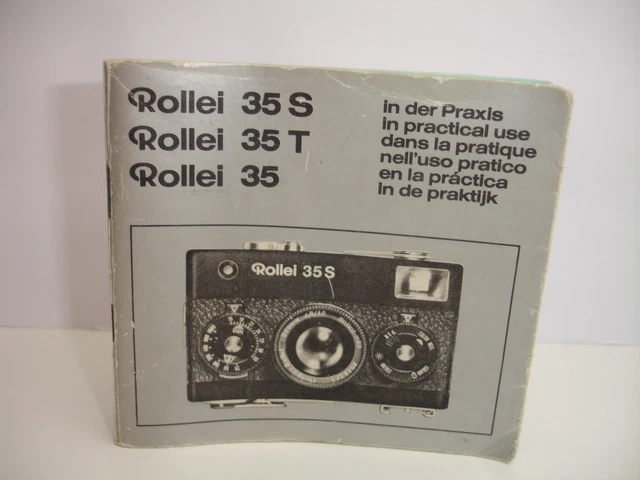 Rollei 35 S
Rollei 35 T
Rollei 35
in der Praxis
in practical use
dans la pratique
nell'uso pratico
en la práctica
in de praktijk
Rollei 35 S